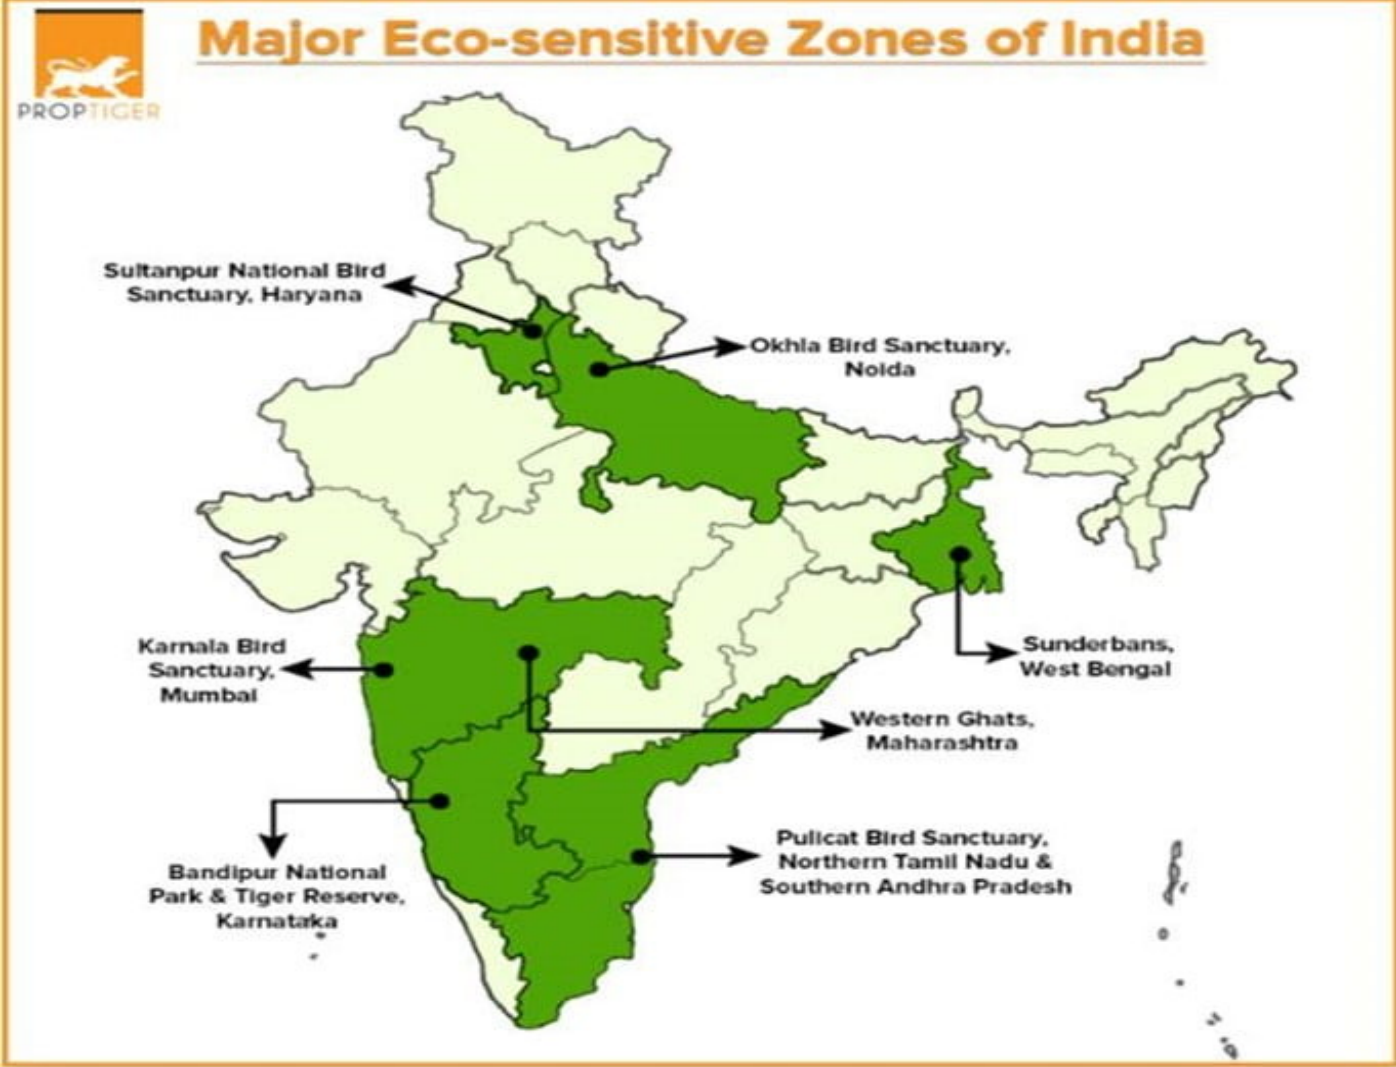 Major Eco-sensitive Zones of India
PROPTIGER
Sultanpur National Bird
Sanctuary, Haryana
Okhla Bird Sanctuary,
Noida
Karnala Bird
Sanctuary,
Mumbai
Sunderbans,
West Bengal
Western Ghats,
Maharashtra
Bandipur National
Park & Tiger Reserve,
Karnataka
Pulicat Bird Sanctuary,
Northern Tamil Nadu &
Southern Andhra Pradesh